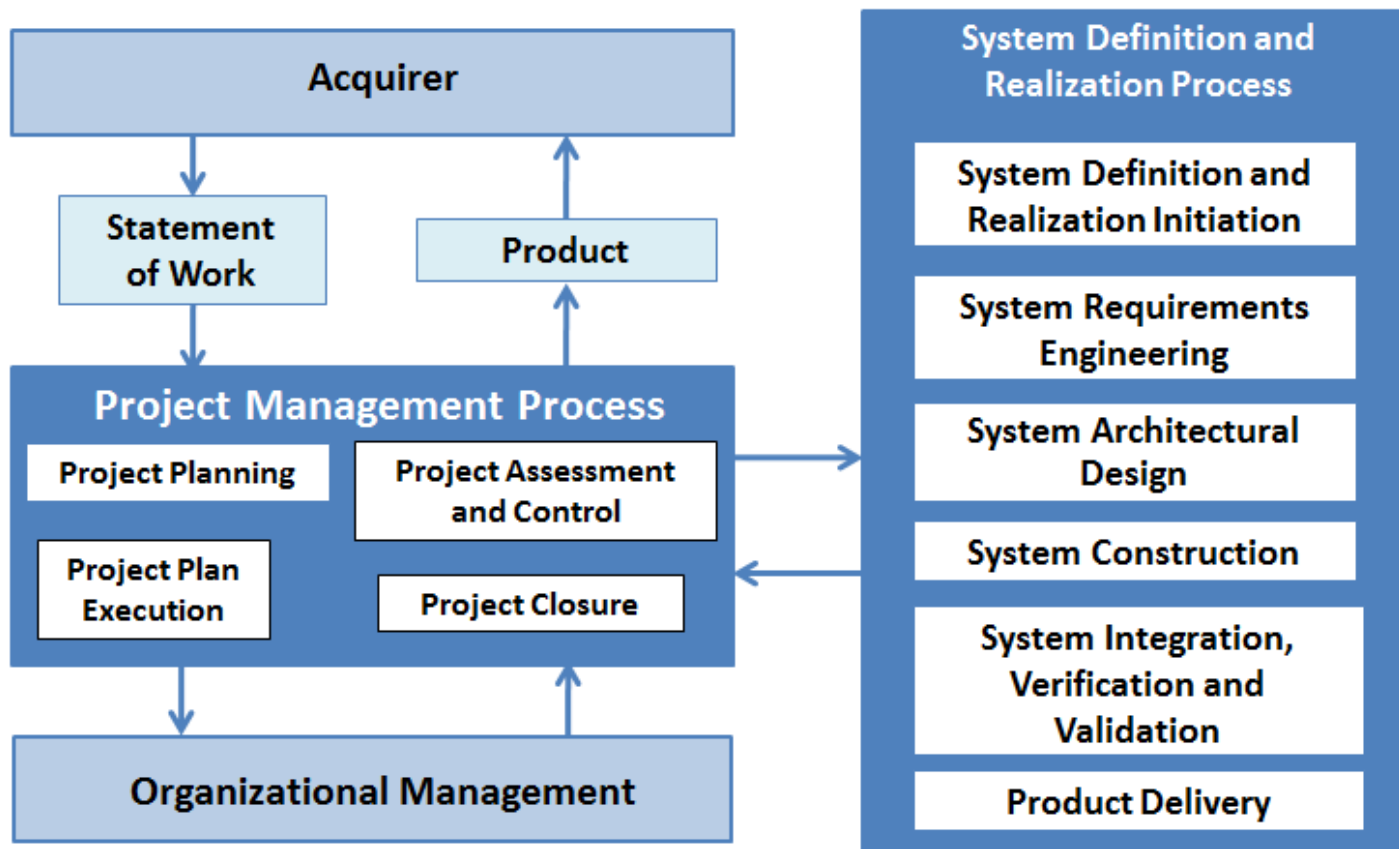 Acquirer
Statement
of Work
Product
Project Management Process
Project Planning
Project Assessment
and Control
Project Plan
Execution
Project Closure
Organizational Management
System Definition and
Realization Process
System Definition and
Realization Initiation
System Requirements
Engineering
System Architectural
Design
System Construction
System Integration,
Verification and
Validation
Product Delivery